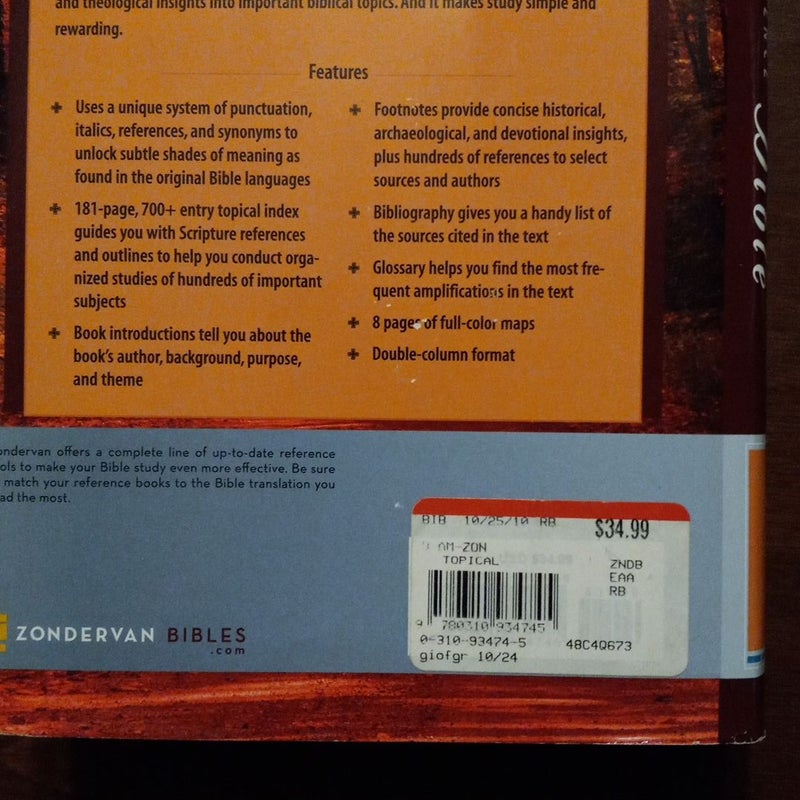 and theological insights into important biblical topics. And it makes study simple and
rewarding.
Features
Uses a unique system of punctuation,
italics, references, and synonyms to
unlock subtle shades of meaning as
found in the original Bible languages
181-page, 700+ entry topical index
guides you with Scripture references
and outlines to help you conduct orga-
nized studies of hundreds of important
subjects
Book introductions tell you about the
book's author, background, purpose,
and theme
Footnotes provide concise historical,
archaeological, and devotional insights,
plus hundreds of references to select
sources and authors
Bibliography gives you a handy list of
the sources cited in the text
Glossary helps you find the most fre-
quent amplifications in the text
8 pages of full-color maps
Double-column format
ondervan offers a complete line of up-to-date reference
ols to make your Bible study even more effective. Be sure
match your reference books to the Bible translation you
ad the most.
ZONDERVAN BIBLES
.com
BIB 10/25/10 RB $34.99
AM-ZON
TOPICAL
ZNDB
EAA
RB
9 780310 934745
0-310-93474-5 48C4Q673
giofgr 10/24
Bible